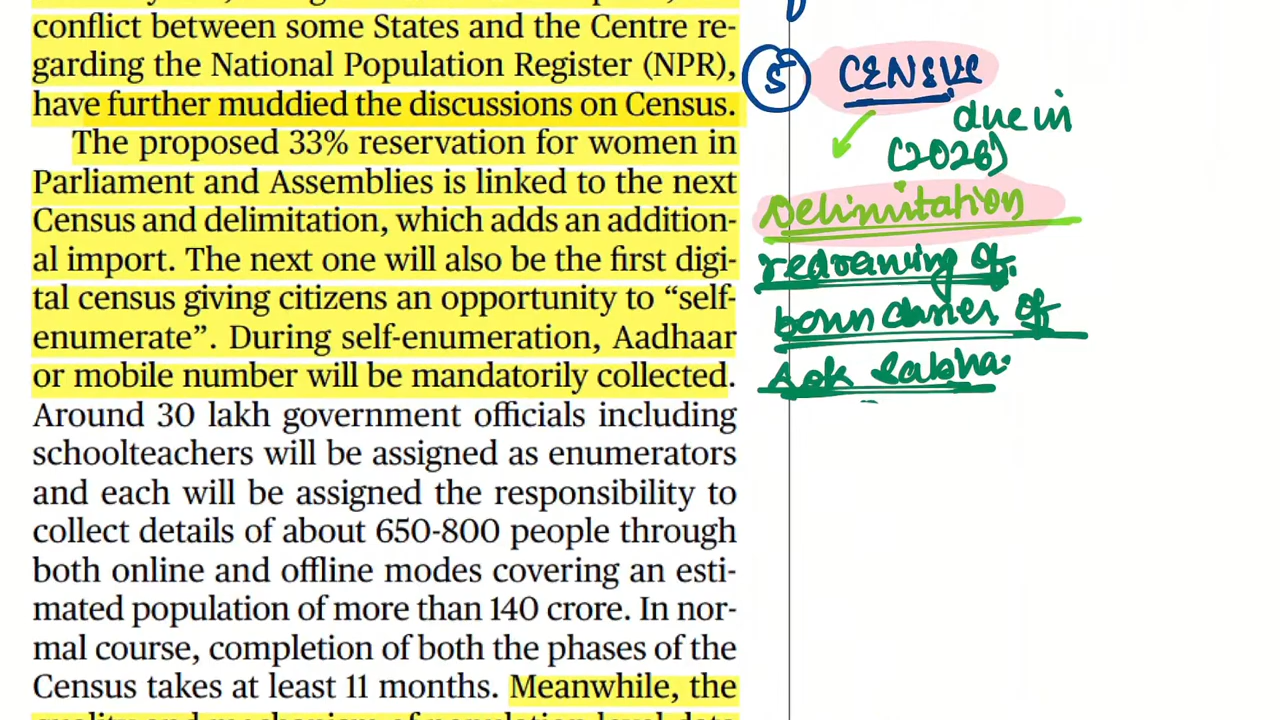 conflict between some States and the Centre re-
garding the National Population Register (NPR),
have further muddied the discussions on Census.
The proposed 33% reservation for women in
Parliament and Assemblies is linked to the next
Census and delimitation, which adds an addition-
al import. The next one will also be the first digi-
tal census giving citizens an opportunity to “self-
enumerate”. During self-enumeration, Aadhaar
or mobile number will be mandatorily collected.
Around 30 lakh government officials including
schoolteachers will be assigned as enumerators
and each will be assigned the responsibility to
collect details of about 650-800 people through
both online and offline modes covering an esti-
mated population of more than 140 crore. In nor-
mal course, completion of both the phases of the
Census takes at least 11 months. Meanwhile, the
5 CENSUS
due in
(2026)
Delimitation
redrawing of
boundaries of
Lok Sabha.